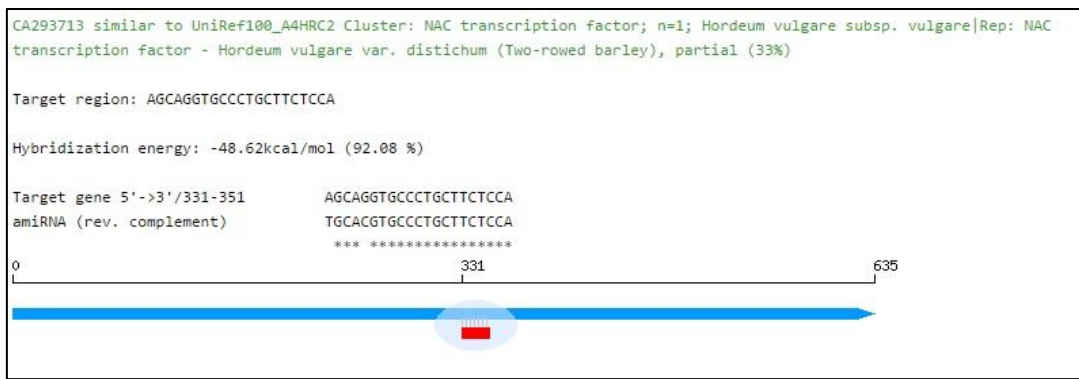 CA293713 similar to UniRef100_A4HRC2 Cluster: NAC transcription factor; n=1; Hordeum vulgare subsp. vulgare|Rep: NAC
transcription factor - Hordeum vulgare var. distichum (Two-rowed barley), partial (33%)
Target region: AGCAGGTGCCCTGCTTCTCCA
Hybridization energy: -48.62kcal/mol (92.08 %)
Target gene 5'->3'/331-351 AGCAGGTGCCCTGCTTCTCCA
amiRNA (rev. complement) TGCACGTGCCCTGCTTCTCCA
*** ****************
0 331 635